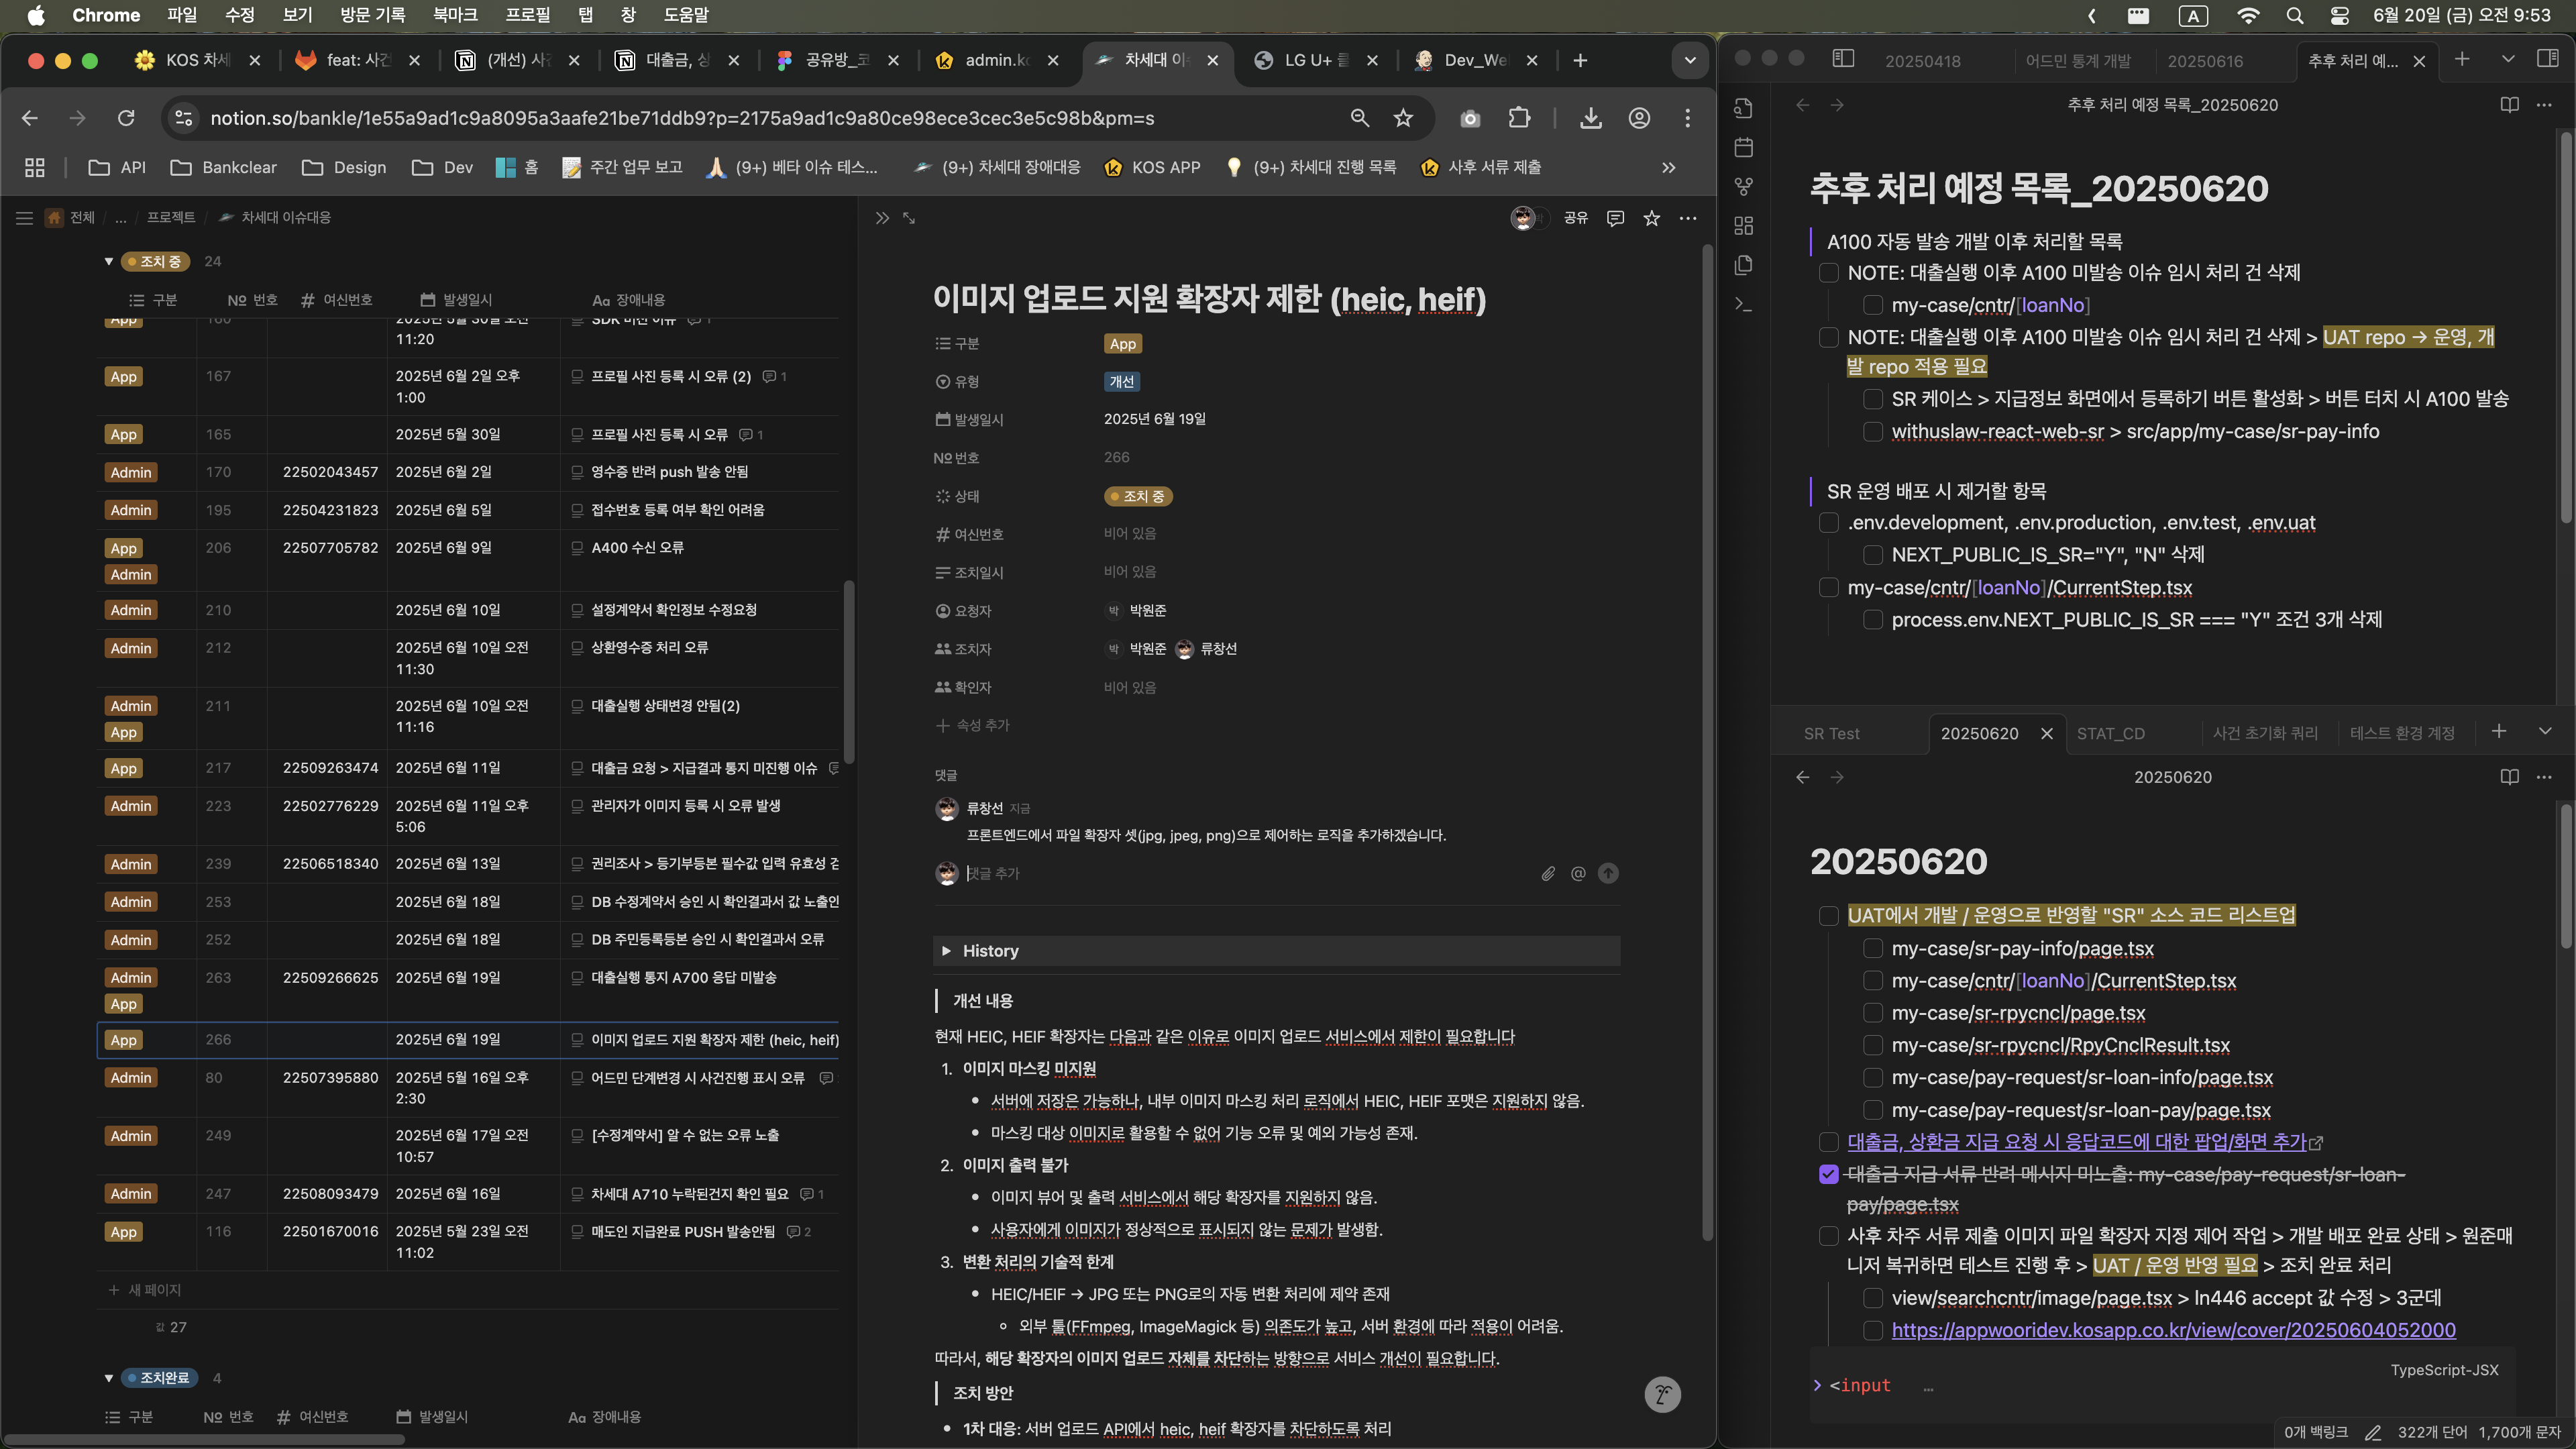 Chrome 파일 수정 보기 방문 기록 북마크 프로필 탭 창 도움말
A 6월 20일 (금) 오전 9:53
KOS 차세
feat: 사건
(개선) 사
대출금, 상
공유방_코
admin.kc
차세대 이
LG U+ 클
Dev_We
notion.so/bankle/1e55a9ad1c9a8095a3aafe21be71ddb9?p=2175a9ad1c9a80ce98ece3cec3e5c98b&pm=s
API Bankclear Design Dev 홈 주간 업무 보고 (9+) 베타 이슈 테스... (9+) 차세대 장애대응 KOS APP (9+) 차세대 진행 목록 사후 서류 제출
전체 / ... / 프로젝트 / 차세대 이슈대응
조치 중 24
구분 번호 여신번호 발생일시 장애내용
App 160 2025년 5월 30일 오전 11:20 SDK 버전 이슈 1
App 167 2025년 6월 2일 오후 1:00 프로필 사진 등록 시 오류 (2) 1
App 165 2025년 5월 30일 프로필 사진 등록 시 오류 1
Admin 170 22502043457 2025년 6월 2일 영수증 반려 push 발송 안됨
Admin 195 22504231823 2025년 6월 5일 접수번호 등록 여부 확인 어려움
App Admin 206 22507705782 2025년 6월 9일 A400 수신 오류
Admin 210 2025년 6월 10일 설정계약서 확인정보 수정요청
Admin 212 2025년 6월 10일 오전 11:30 상환영수증 처리 오류
Admin App 211 2025년 6월 10일 오전 11:16 대출실행 상태변경 안됨(2)
App 217 22509263474 2025년 6월 11일 대출금 요청 > 지급결과 통지 미진행 이슈
Admin 223 22502776229 2025년 6월 11일 오후 5:06 관리자가 이미지 등록 시 오류 발생
Admin 239 22506518340 2025년 6월 13일 권리조사 > 등기부등본 필수값 입력 유효성 검
Admin 253 2025년 6월 18일 DB 수정계약서 승인 시 확인결과서 값 노출안
Admin 252 2025년 6월 18일 DB 주민등록등본 승인 시 확인결과서 오류
Admin App 263 22509266625 2025년 6월 19일 대출실행 통지 A700 응답 미발송
App 266 2025년 6월 19일 이미지 업로드 지원 확장자 제한 (heic, heif)
Admin 80 22507395880 2025년 5월 16일 오후 2:30 어드민 단계변경 시 사건진행 표시 오류
Admin 249 2025년 6월 17일 오전 10:57 [수정계약서] 알 수 없는 오류 노출
Admin 247 22508093479 2025년 6월 16일 차세대 A710 누락된건지 확인 필요 1
App 116 22501670016 2025년 5월 23일 오전 11:02 매도인 지급완료 PUSH 발송안됨 2
새 페이지
값 27
조치완료 4
구분 번호 여신번호 발생일시 장애내용
공유
이미지 업로드 지원 확장자 제한 (heic, heif)
구분 App
유형 개선
발생일시 2025년 6월 19일
번호 266
상태 조치 중
여신번호 비어 있음
조치일시 비어 있음
요청자 박 박원준
조치자 박 박원준 류창선
확인자 비어 있음
속성 추가
댓글
류창선 지금
프론트엔드에서 파일 확장자 셋(jpg, jpeg, png)으로 제어하는 로직을 추가하겠습니다.
댓글 추가
History
개선 내용
현재 HEIC, HEIF 확장자는 다음과 같은 이유로 이미지 업로드 서비스에서 제한이 필요합니다
1. 이미지 마스킹 미지원
• 서버에 저장은 가능하나, 내부 이미지 마스킹 처리 로직에서 HEIC, HEIF 포맷은 지원하지 않음.
• 마스킹 대상 이미지로 활용할 수 없어 기능 오류 및 예외 가능성 존재.
2. 이미지 출력 불가
• 이미지 뷰어 및 출력 서비스에서 해당 확장자를 지원하지 않음.
• 사용자에게 이미지가 정상적으로 표시되지 않는 문제가 발생함.
3. 변환 처리의 기술적 한계
• HEIC/HEIF → JPG 또는 PNG로의 자동 변환 처리에 제약 존재
◦ 외부 툴(FFmpeg, ImageMagick 등) 의존도가 높고, 서버 환경에 따라 적용이 어려움.
따라서, 해당 확장자의 이미지 업로드 자체를 차단하는 방향으로 서비스 개선이 필요합니다.
조치 방안
• 1차 대응: 서버 업로드 API에서 heic, heif 확장자를 차단하도록 처리
20250418 어드민 통계 개발 20250616 추후 처리 예...
추후 처리 예정 목록_20250620
추후 처리 예정 목록_20250620
A100 자동 발송 개발 이후 처리할 목록
NOTE: 대출실행 이후 A100 미발송 이슈 임시 처리 건 삭제
my-case/cntr/[loanNo]
NOTE: 대출실행 이후 A100 미발송 이슈 임시 처리 건 삭제 > UAT repo → 운영, 개
발 repo 적용 필요
SR 케이스 > 지급정보 화면에서 등록하기 버튼 활성화 > 버튼 터치 시 A100 발송
withuslaw-react-web-sr > src/app/my-case/sr-pay-info
SR 운영 배포 시 제거할 항목
.env.development, .env.production, .env.test, .env.uat
NEXT_PUBLIC_IS_SR="Y", "N" 삭제
my-case/cntr/[loanNo]/CurrentStep.tsx
process.env.NEXT_PUBLIC_IS_SR === "Y" 조건 3개 삭제
SR Test 20250620 STAT_CD 사건 초기화 쿼리 테스트 환경 계정
20250620
20250620
UAT에서 개발 / 운영으로 반영할 "SR" 소스 코드 리스트업
my-case/sr-pay-info/page.tsx
my-case/cntr/[loanNo]/CurrentStep.tsx
my-case/sr-rpycncl/page.tsx
my-case/sr-rpycncl/RpyCnclResult.tsx
my-case/pay-request/sr-loan-info/page.tsx
my-case/pay-request/sr-loan-pay/page.tsx
대출금, 상환금 지급 요청 시 응답코드에 대한 팝업/화면 추가
대출금 지급 서류 반려 메시지 미노출: my-case/pay-request/sr-loan-
pay/page.tsx
사후 차주 서류 제출 이미지 파일 확장자 지정 제어 작업 > 개발 배포 완료 상태 > 원준매
니저 복귀하면 테스트 진행 후 > UAT / 운영 반영 필요 > 조치 완료 처리
view/searchcntr/image/page.tsx > ln446 accept 값 수정 > 3군데
https://appwooridev.kosapp.co.kr/view/cover/20250604052000
TypeScript-JSX
<input ...
0개 백링크 322개 단어 1,700개 문자